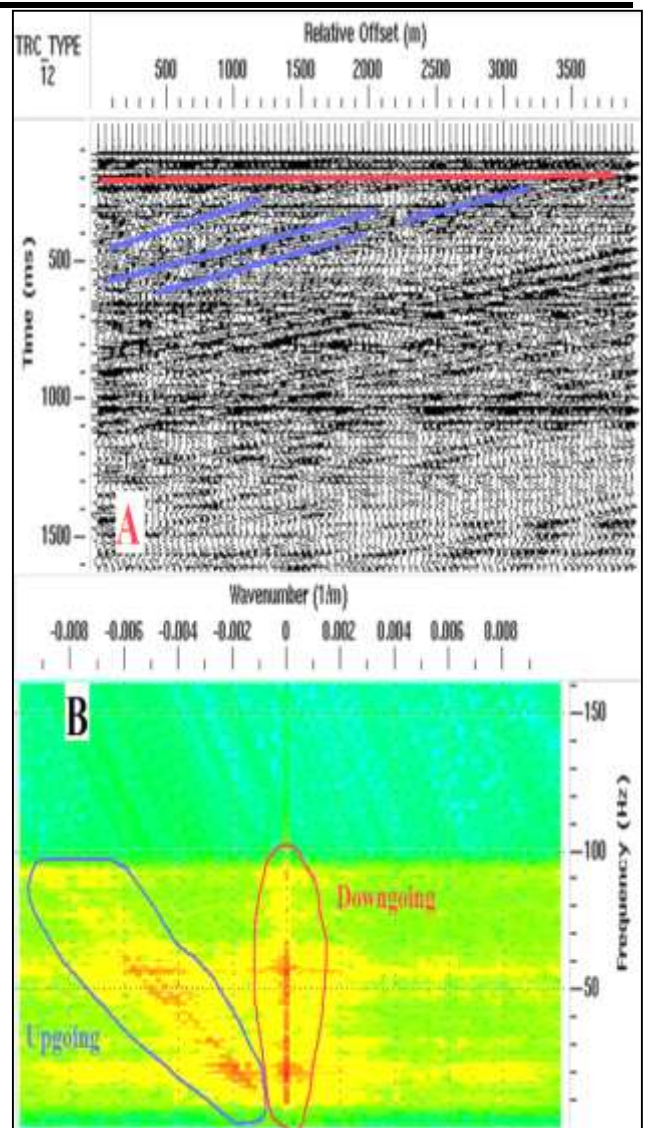 Relative Offset (m)
TRC_TYPE
12
500 1000 1500 2000 2500 3000 3500
Time (ms)
500
1000
1500
A
Wavenumber (1/m)
-0.008 -0.006 -0.004 -0.002 0 0.002 0.004 0.006 0.008
B
150
100
50
Frequency (Hz)
Downgoing
Upgoing